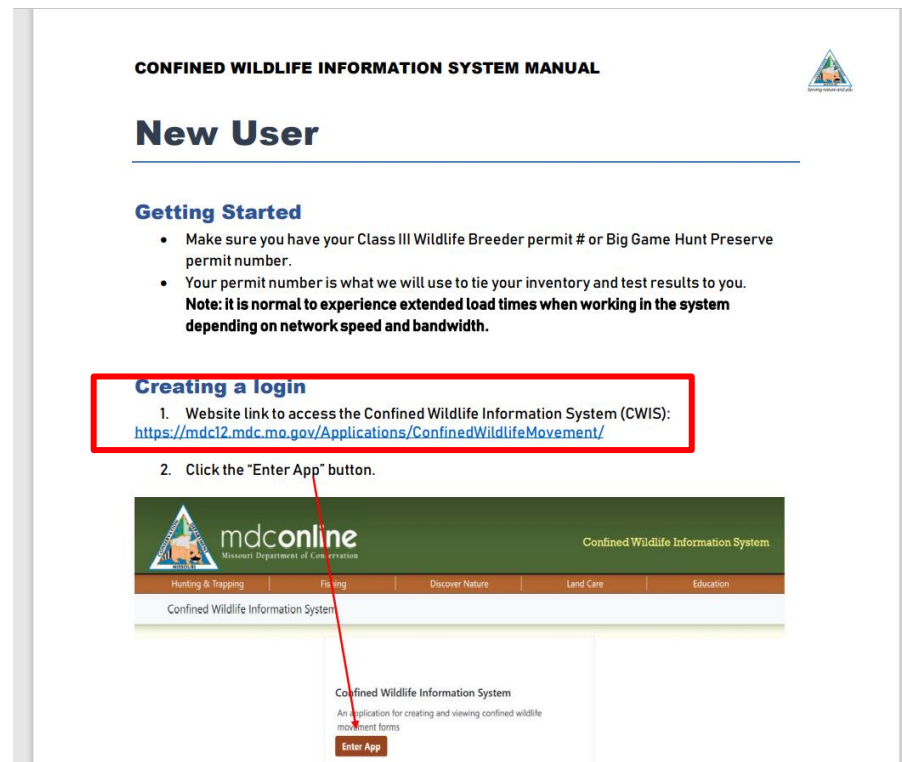 CONFINED WILDLIFE INFORMATION SYSTEM MANUAL
Serving nature and you
New User
Getting Started
• Make sure you have your Class III Wildlife Breeder permit # or Big Game Hunt Preserve
permit number.
• Your permit number is what we will use to tie your inventory and test results to you.
Note: it is normal to experience extended load times when working in the system
depending on network speed and bandwidth.
Creating a login
1. Website link to access the Confined Wildlife Information System (CWIS):
https://mdc12.mdc.mo.gov/Applications/ConfinedWildlifeMovement/
2. Click the "Enter App" button.
mdconline
Missouri Department of Conservation
Confined Wildlife Information System
Hunting & Trapping Fishing Discover Nature Land Care Education
Confined Wildlife Information System
Confined Wildlife Information System
An application for creating and viewing confined wildlife
movement forms
Enter App